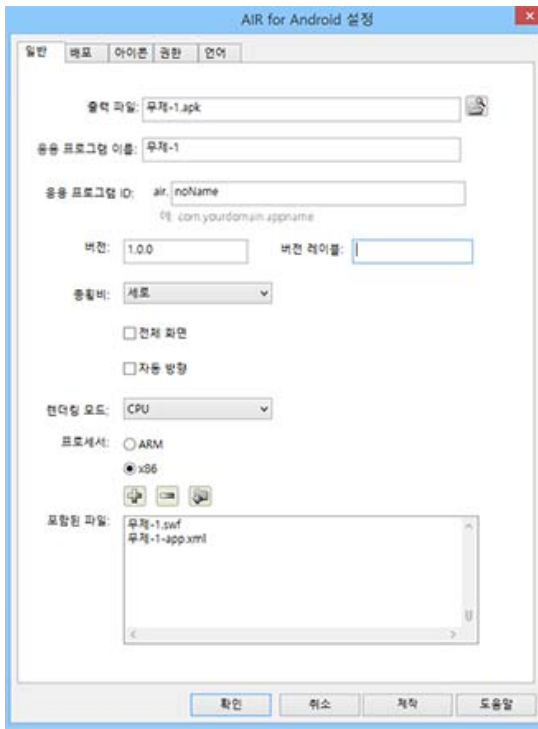 AIR for Android 설정
일반 배포 아이콘 권한 언어
출력 파일: 무제-1.apk
응용 프로그램 이름: 무제-1
응용 프로그램 ID: air. noName
예: com.yourdomain.appname
버전: 1.0.0 버전 레이블:
종횡비: 세로
전체 화면
자동 방향
렌더링 모드: CPU
프로세서: ARM
x86
포함된 파일: 무제-1.swf
무제-1-app.xml
확인 취소 제작 도움말